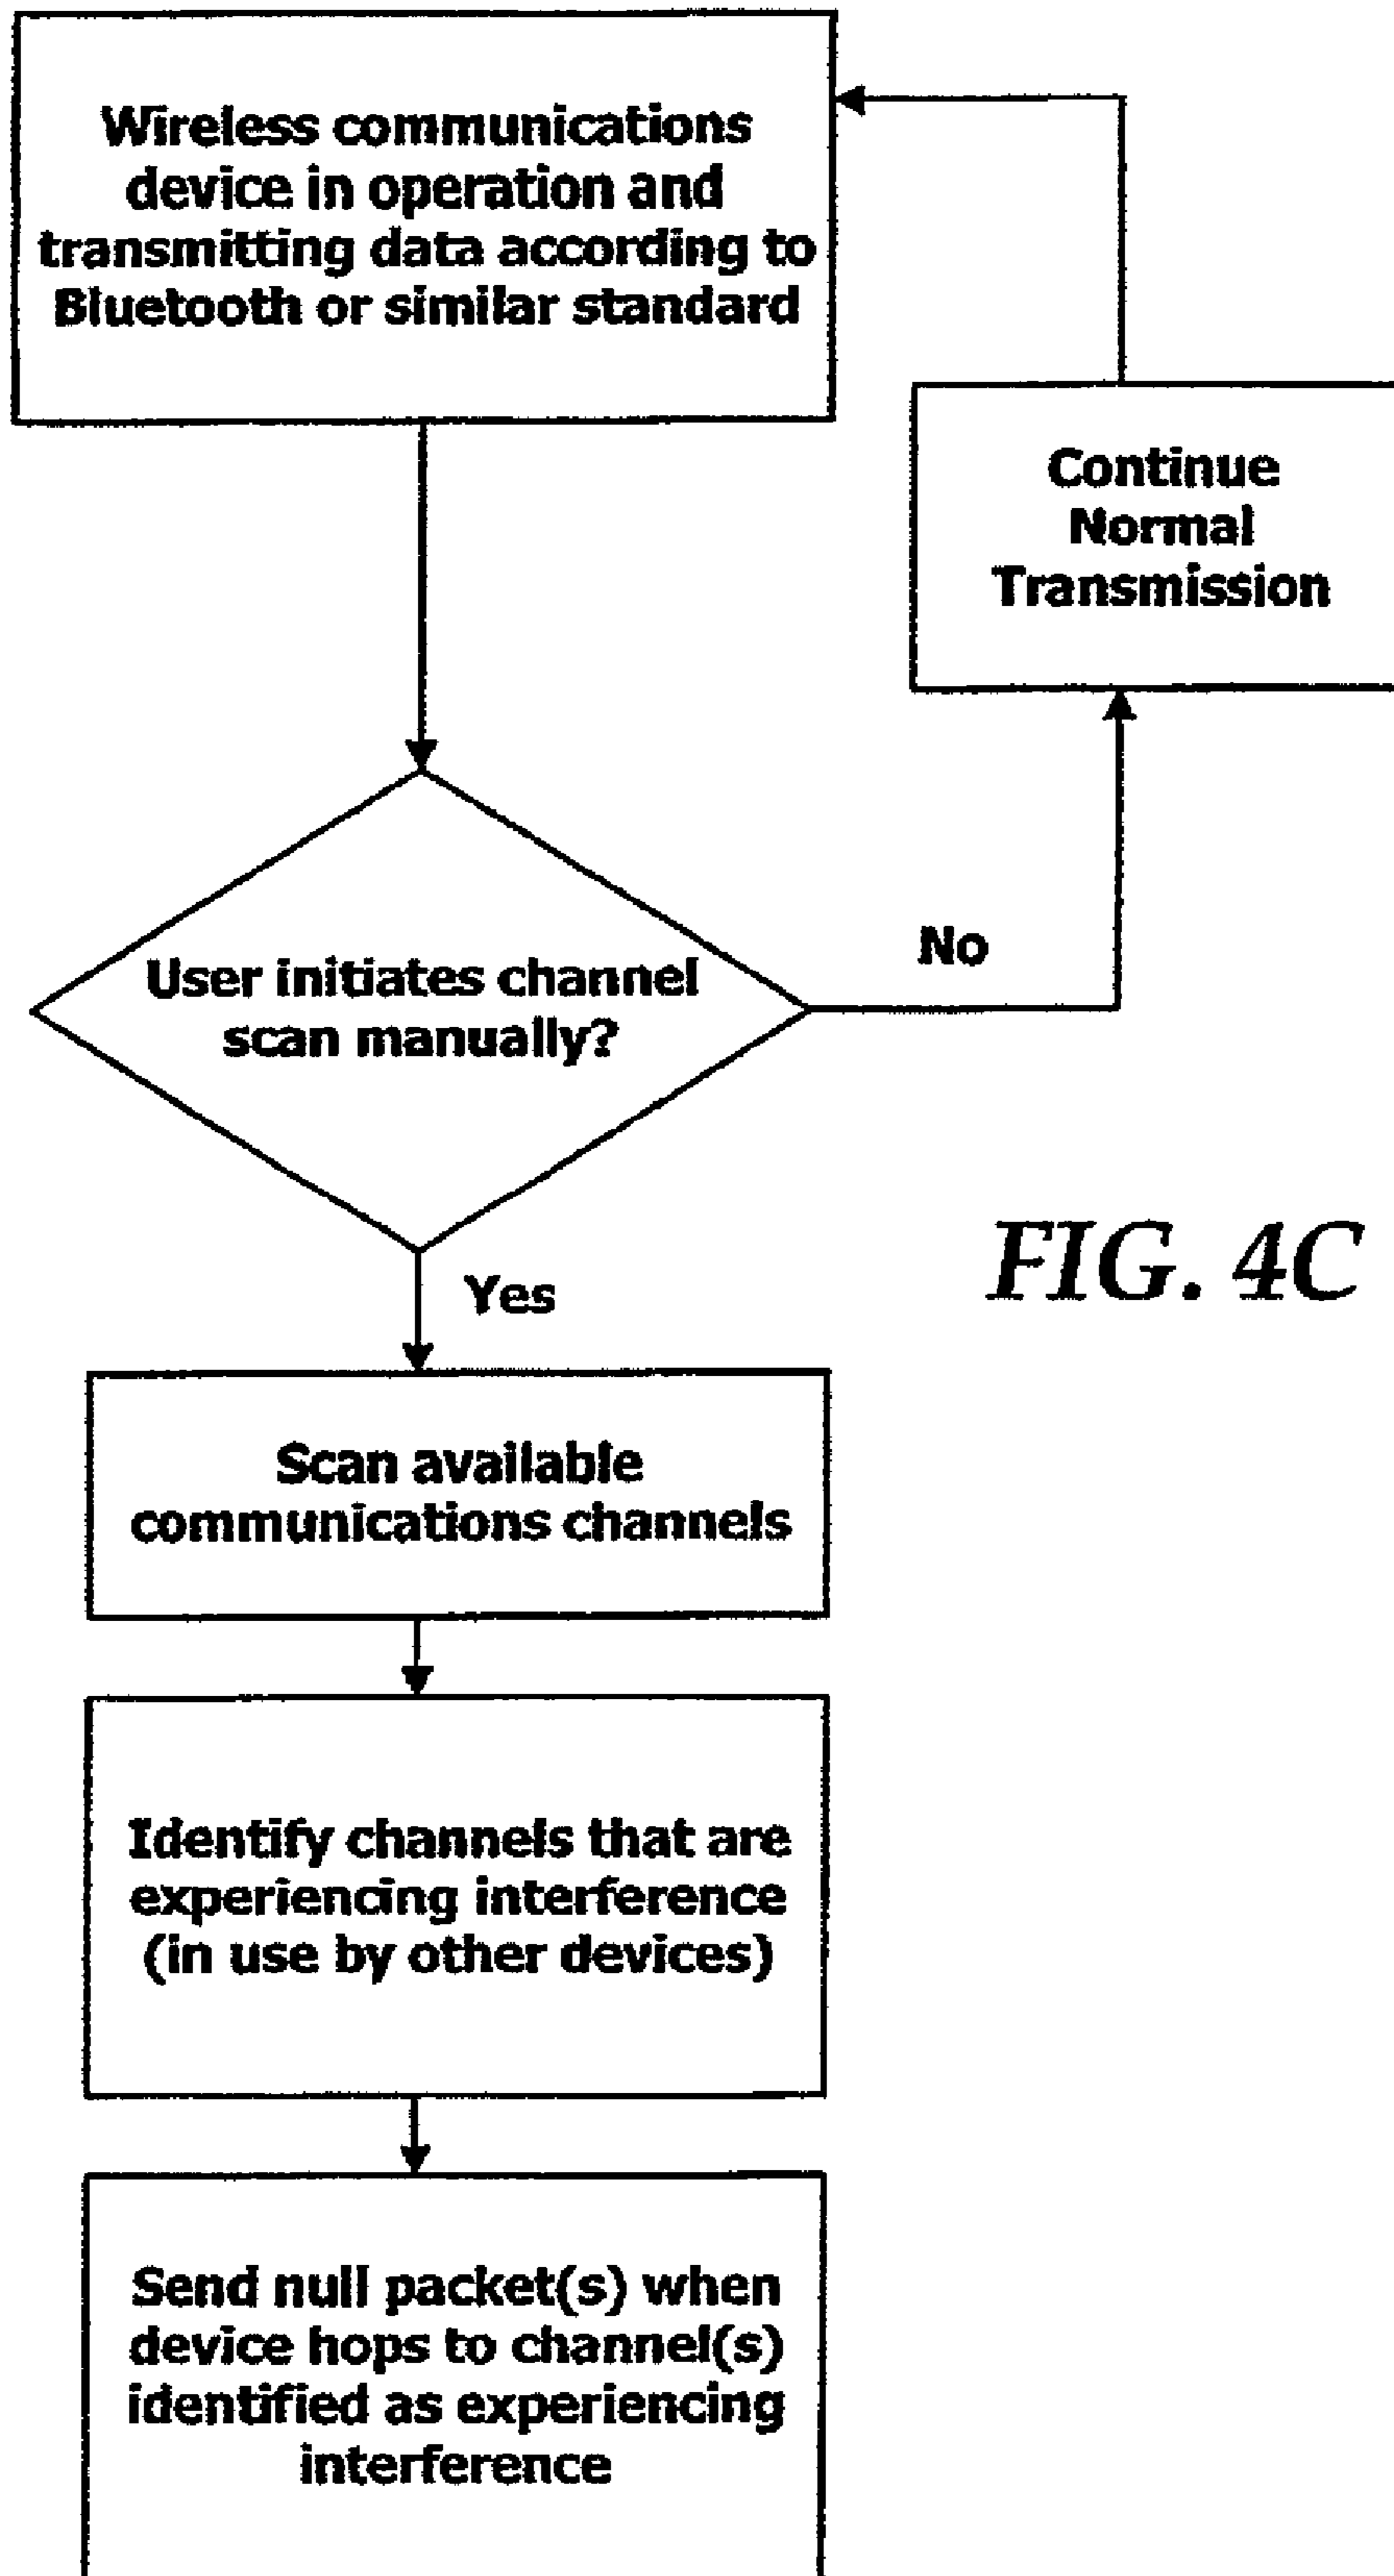 Wireless communications
device in operation and
transmitting data according to
Bluetooth or similar standard
Continue
Normal
Transmission
User initiates channel
scan manually?
No
Yes
FIG. 4C
Scan available
communications channels
Identify channels that are
experiencing interference
(in use by other devices)
Send null packet(s) when
device hops to channel(s)
identified as experiencing
interference